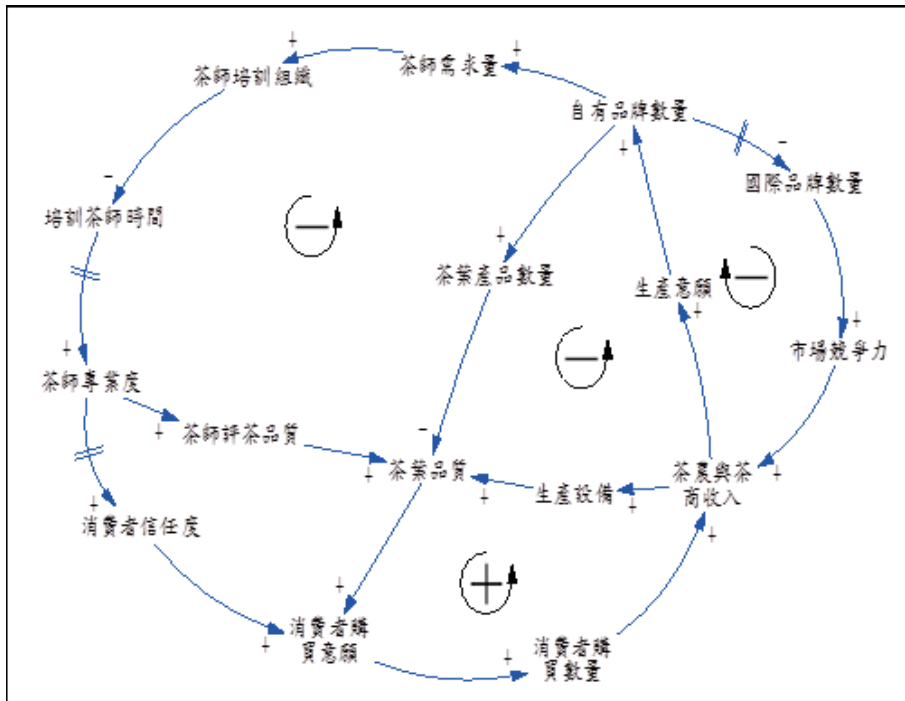 茶師培訓組織
茶師需求量
自有品牌數量
國際品牌數量
培訓茶師時間
茶葉產品數量
生產意願
市場競爭力
茶師專業度
茶師評茶品質
茶葉品質
生產設備
茶農與茶
商收入
消費者信任度
消費者購
買意願
消費者購
買數量